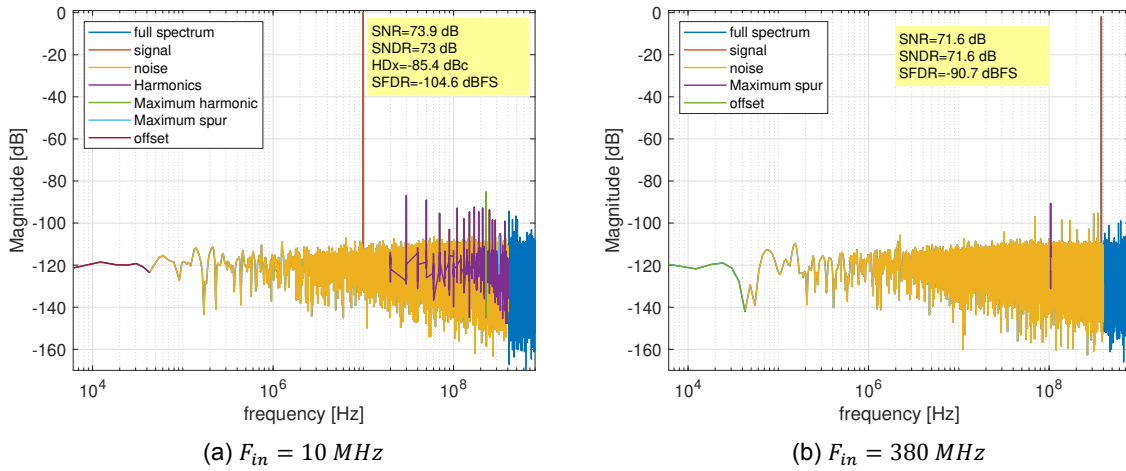 0
-20
-40
-60
-80
-100
-120
-140
-160
Magnitude [dB]
full spectrum
signal
noise
Harmonics
Maximum harmonic
Maximum spur
offset
SNR=73.9 dB
SNDR=73 dB
HDx=-85.4 dBc
SFDR=-104.6 dBFS
10^4
10^6
10^8
frequency [Hz]
(a) F_in = 10 MHz
0
-20
-40
-60
-80
-100
-120
-140
-160
Magnitude [dB]
full spectrum
signal
noise
Maximum spur
offset
SNR=71.6 dB
SNDR=71.6 dB
SFDR=-90.7 dBFS
10^4
10^6
10^8
frequency [Hz]
(b) F_in = 380 MHz